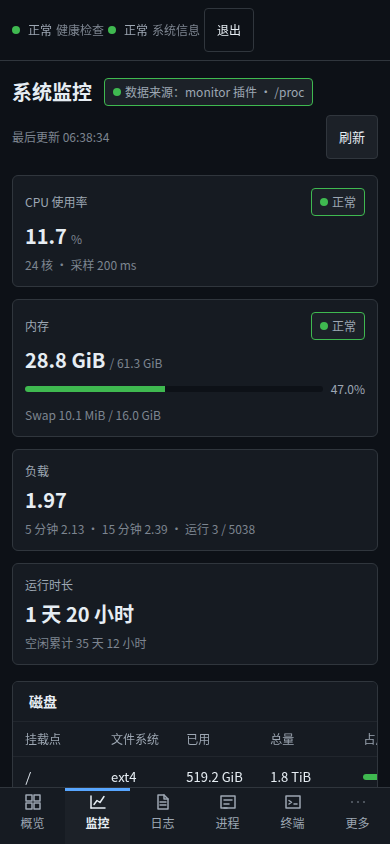 正常 健康检查 正常 系统信息 退出
系统监控 数据来源：monitor 插件 · /proc
最后更新 06:38:34 刷新
CPU 使用率 正常
11.7 %
24 核 · 采样 200 ms
内存 正常
28.8 GiB / 61.3 GiB
47.0%
Swap 10.1 MiB / 16.0 GiB
负载
1.97
5 分钟 2.13 · 15 分钟 2.39 · 运行 3 / 5038
运行时长
1 天 20 小时
空闲累计 35 天 12 小时
磁盘
挂载点 文件系统 已用 总量 占
/ ext4 519.2 GiB 1.8 TiB
概览 监控 日志 进程 终端 更多